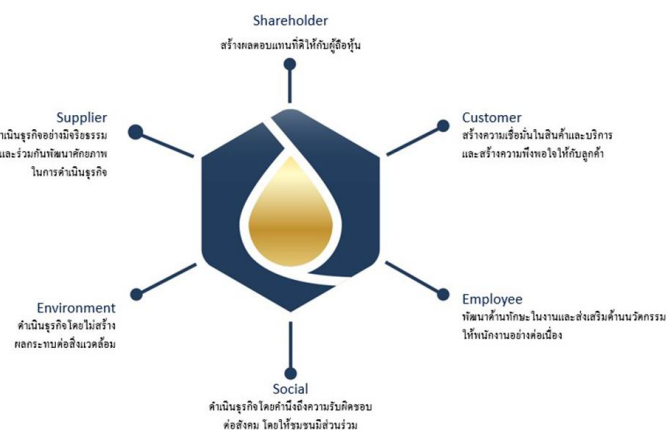 Shareholder
สร้างผลตอบแทนที่ดีให้กับผู้ถือหุ้น
Customer
สร้างความเชื่อมั่นในสินค้าและบริการ
และสร้างความพึงพอใจให้กับลูกค้า
Employee
พัฒนาด้านทักษะในงานและส่งเสริมด้านนวัตกรรม
ให้พนักงานอย่างต่อเนื่อง
Social
ดำเนินธุรกิจโดยคำนึงถึงความรับผิดชอบ
ต่อสังคม โดยให้ชุมชนมีส่วนร่วม
Environment
ดำเนินธุรกิจโดยไม่สร้าง
ผลกระทบต่อสิ่งแวดล้อม
Supplier
ำเนินธุรกิจอย่างมีจริยธรรม
และร่วมกันพัฒนาศักยภาพ
ในการดำเนินธุรกิจ